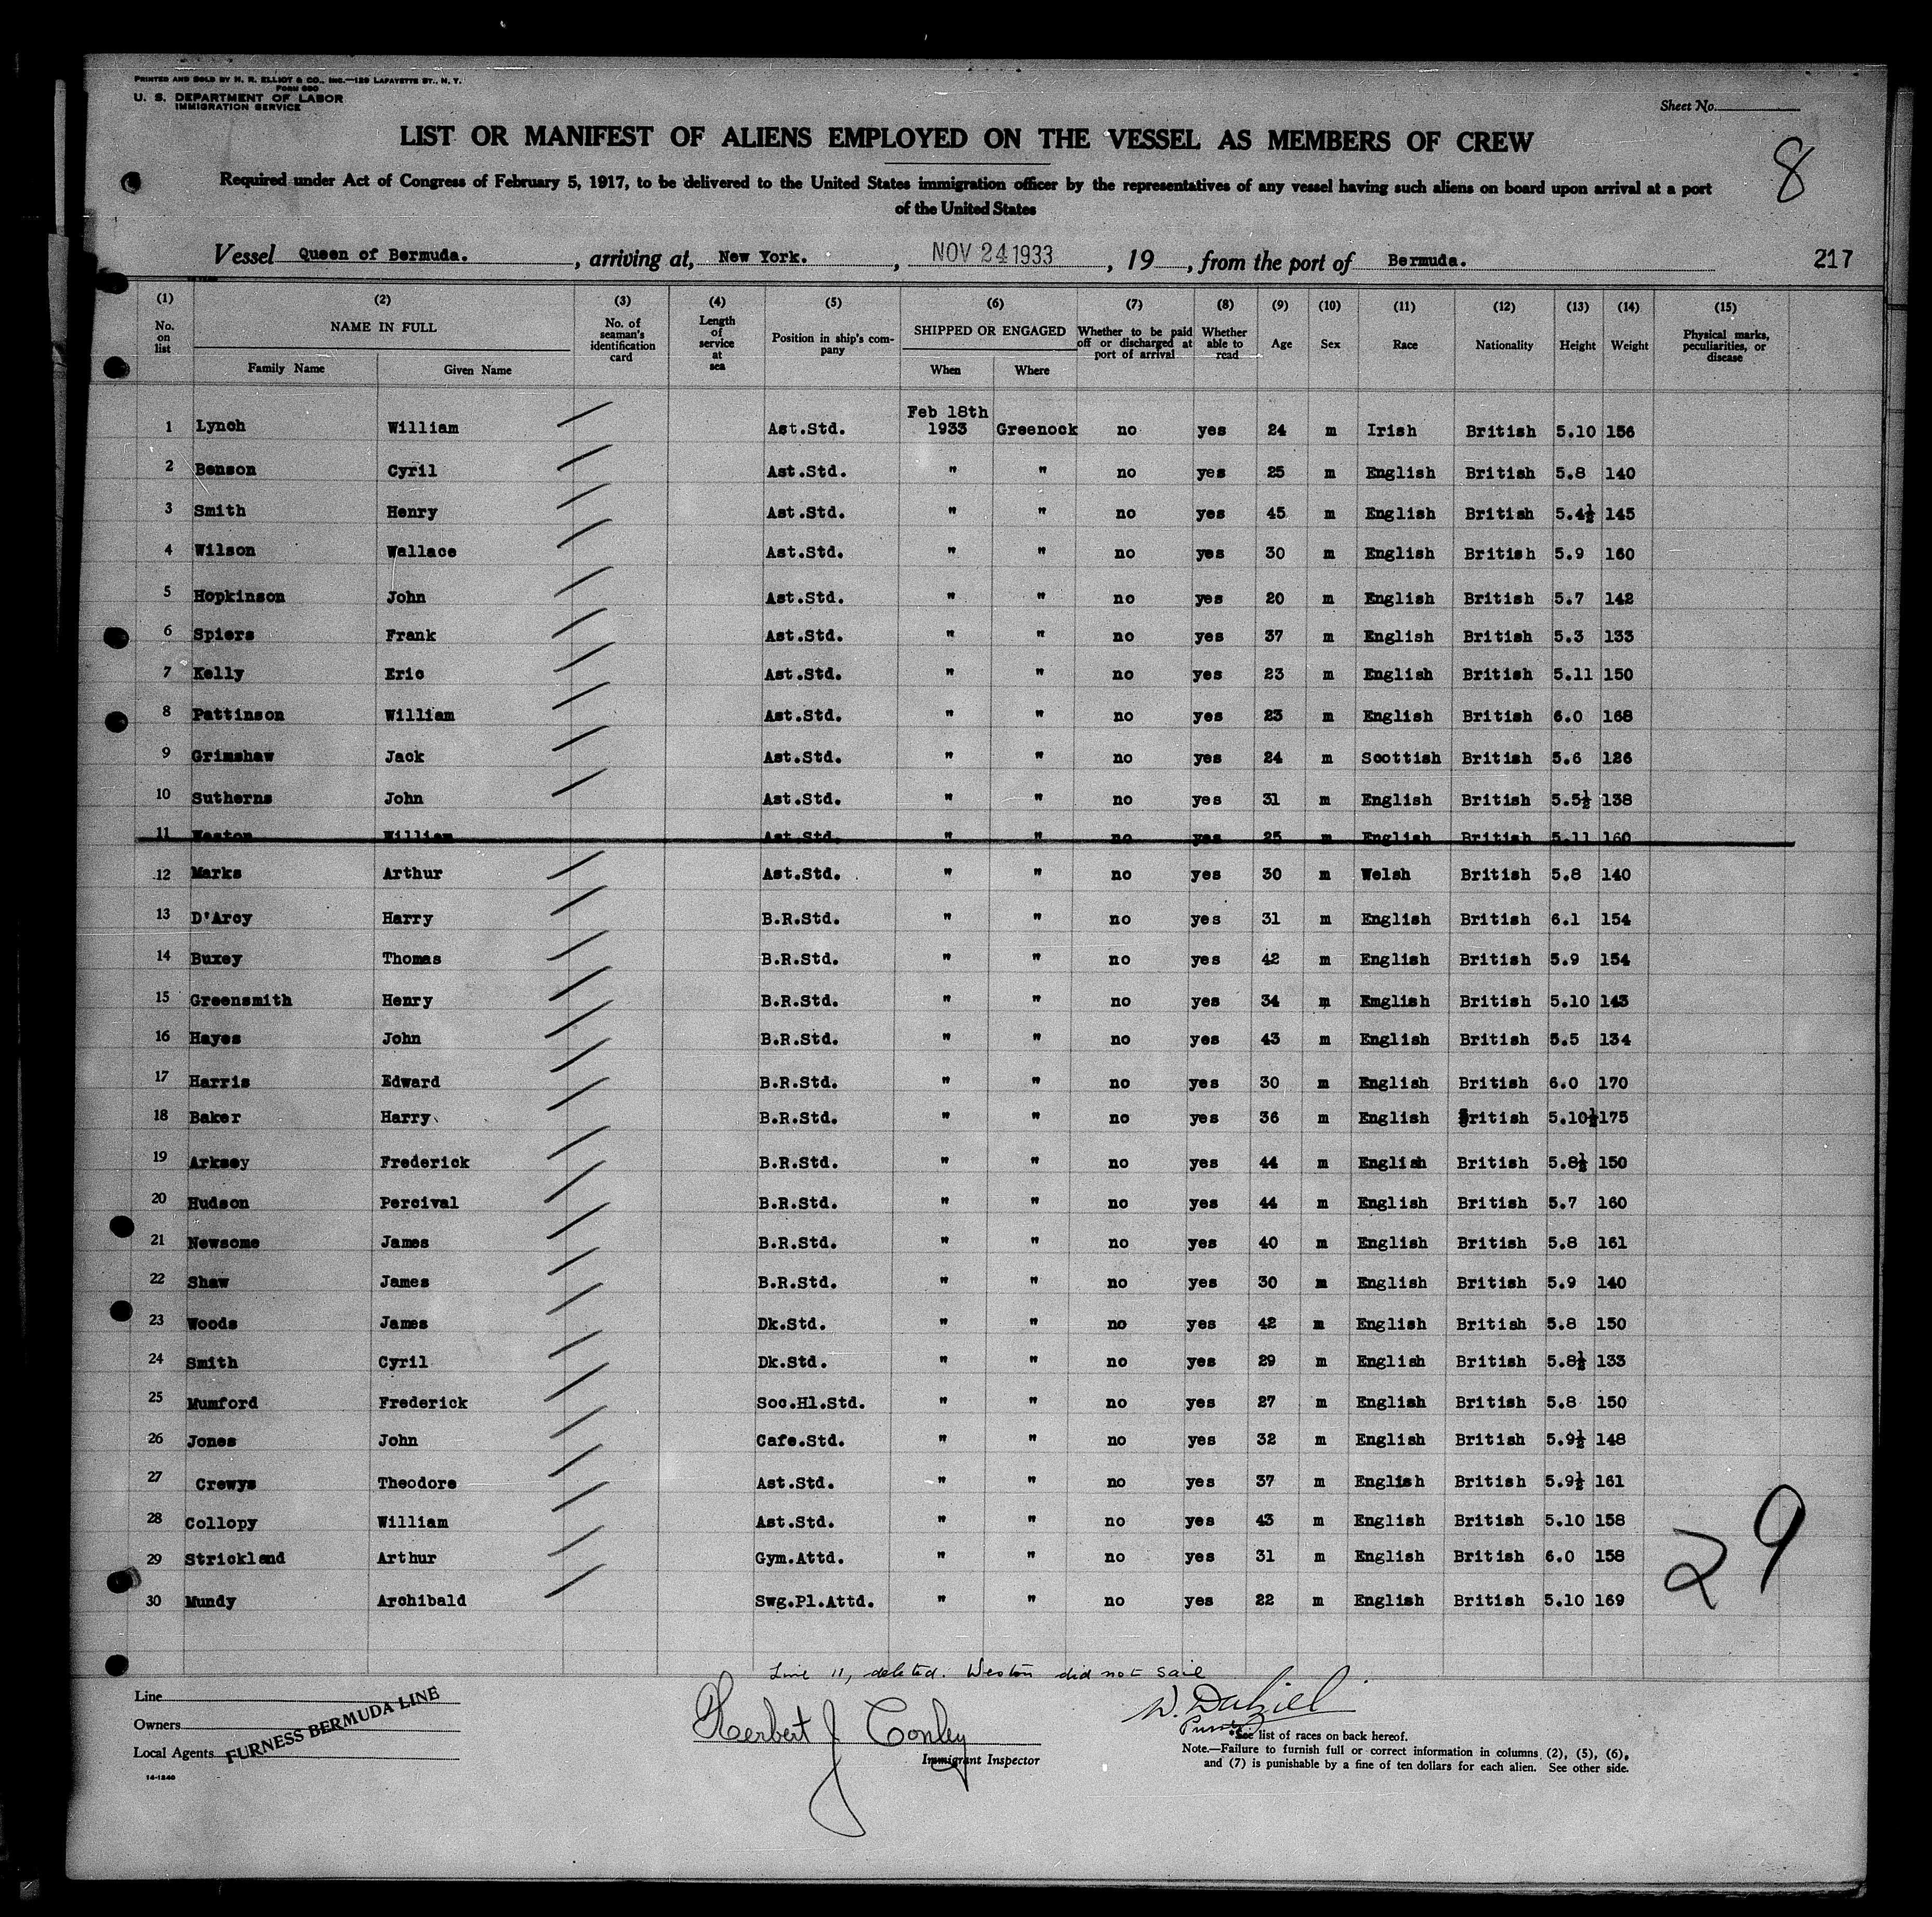 PRINTED AND SOLD BY H. R. ELLIOT & CO., INC.—129 LAFAYETTE ST., N. Y.
FORM 680
U. S. DEPARTMENT OF LABOR
IMMIGRATION SERVICE
Sheet No.
LIST OR MANIFEST OF ALIENS EMPLOYED ON THE VESSEL AS MEMBERS OF CREW
8
Required under Act of Congress of February 5, 1917, to be delivered to the United States immigration officer by the representatives of any vessel having such aliens on board upon arrival at a port
of the United States
Vessel Queen of Bermuda. , arriving at, New York. , NOV 24 1933 , 19 , from the port of Bermuda. 217
(1) (2) (3) (4) (5) (6) (7) (8) (9) (10) (11) (12) (13) (14) (15)
No. on list NAME IN FULL Family Name Given Name No. of seaman's identification card Length of service at sea Position in ship's company SHIPPED OR ENGAGED When Where Whether to be paid off or discharged at port of arrival Whether able to read Age Sex Race Nationality Height Weight Physical marks, peculiarities, or disease
Feb 18th
1 Lynch William Ast.Std. 1933 Greenock no yes 24 m Irish British 5.10 156
2 Benson Cyril Ast.Std. " " no yes 25 m English British 5.8 140
3 Smith Henry Ast.Std. " " no yes 45 m English British 5.4½ 145
4 Wilson Wallace Ast.Std. " " no yes 30 m English British 5.9 160
5 Hopkinson John Ast.Std. " " no yes 20 m English British 5.7 142
6 Spiers Frank Ast.Std. " " no yes 37 m English British 5.3 133
7 Kelly Eric Ast.Std. " " no yes 23 m English British 5.11 150
8 Pattinson William Ast.Std. " " no yes 23 m English British 6.0 168
9 Grimshaw Jack Ast.Std. " " no yes 24 m Scottish British 5.6 126
10 Sutherns John Ast.Std. " " no yes 31 m English British 5.5½ 138
11 Weston William Ast.Std. " " no yes 25 m English British 5.11 160
12 Marks Arthur Ast.Std. " " no yes 30 m Welsh British 5.8 140
13 D'Arcy Harry B.R.Std. " " no yes 31 m English British 6.1 154
14 Buxey Thomas B.R.Std. " " no yes 42 m English British 5.9 154
15 Greensmith Henry B.R.Std. " " no yes 34 m Emglish British 5.10 143
16 Hayes John B.R.Std. " " no yes 43 m English British 5.5 134
17 Harris Edward B.R.Std. " " no yes 30 m English British 6.0 170
18 Baker Harry B.R.Std. " " no yes 36 m English British 5.10½ 175
19 Arksey Frederick B.R.Std. " " no yes 44 m English British 5.8½ 150
20 Hudson Percival B.R.Std. " " no yes 44 m English British 5.7 160
21 Newsome James B.R.Std. " " no yes 40 m English British 5.8 161
22 Shaw James B.R.Std. " " no yes 30 m English British 5.9 140
23 Woods James Dk.Std. " " no yes 42 m English British 5.8 150
24 Smith Cyril Dk.Std. " " no yes 29 m English British 5.8½ 133
25 Mumford Frederick Soc.Hl.Std. " " no yes 27 m English British 5.8 150
26 Jones John Cafe.Std. " " no yes 32 m English British 5.9½ 148
27 Crewys Theodore Ast.Std. " " no yes 37 m English British 5.9½ 161
28 Collopy William Ast.Std. " " no yes 43 m English British 5.10 158
29 Strickland Arthur Gym.Attd. " " no yes 31 m English British 6.0 158
30 Mundy Archibald Swg.Pl.Attd. " " no yes 22 m English British 5.10 169
29
Line 11, deleted. Weston did not sail
Line
Owners
Local Agents
FURNESS BERMUDA LINE
14-1240
Herbert J Conley
Immigrant Inspector
W. Dalziel
Purser
*See list of races on back hereof.
Note.—Failure to furnish full or correct information in columns (2), (5), (6),
and (7) is punishable by a fine of ten dollars for each alien. See other side.